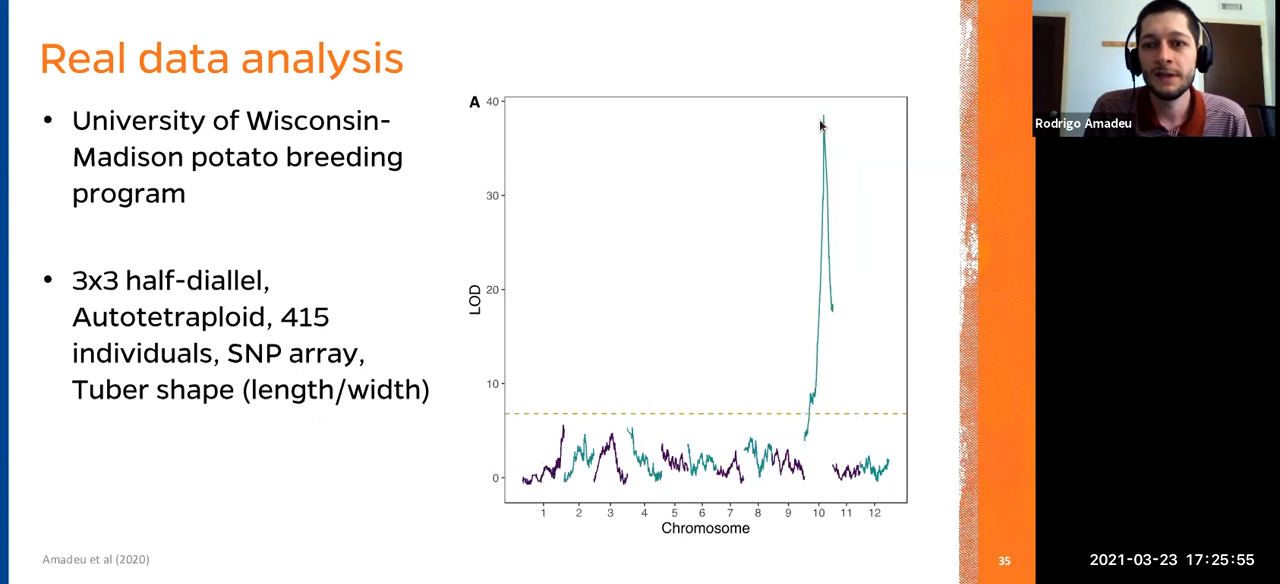 Real data analysis
• University of Wisconsin-
Madison potato breeding
program
• 3x3 half-diallel,
Autotetraploid, 415
individuals, SNP array,
Tuber shape (length/width)
A
40
30
20
10
0
LOD
1 2 3 4 5 6 7 8 9 10 11 12
Chromosome
Amadeu et al (2020)
35
Rodrigo Amadeu
2021-03-23 17:25:55